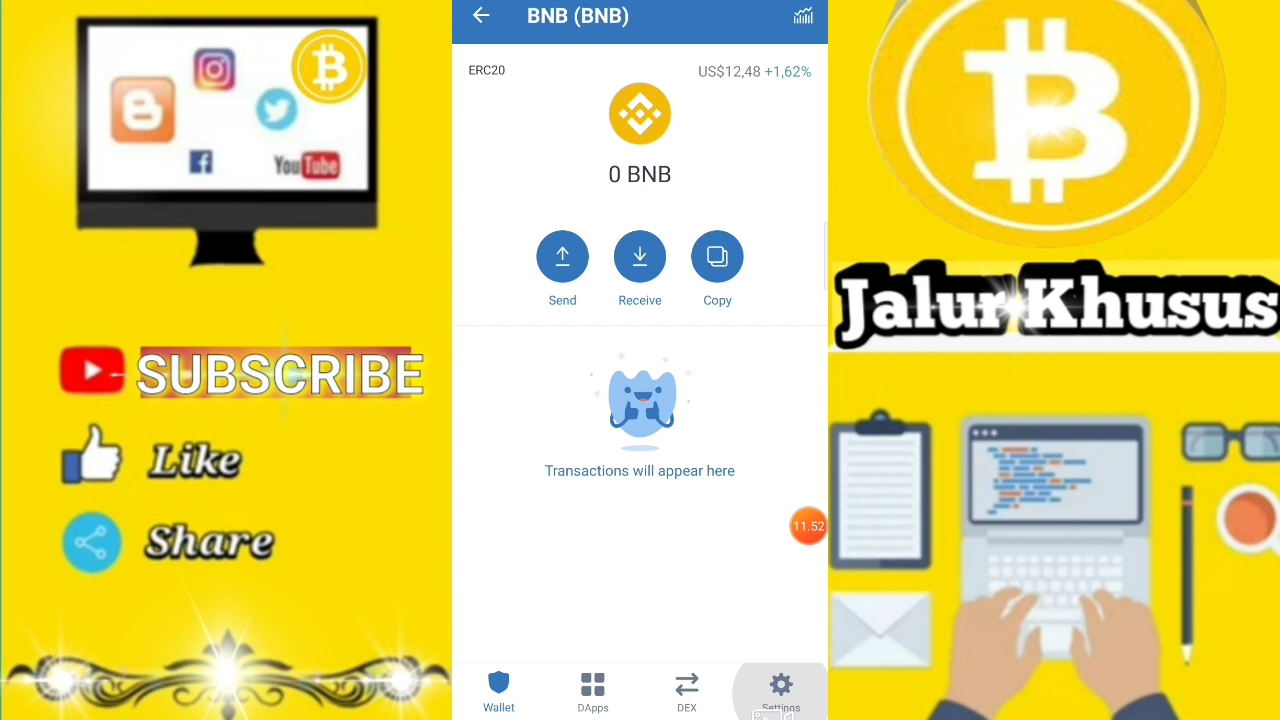 YouTube
SUBSCRIBE
Like
Share
BNB (BNB)
ERC20
US$12,48 +1,62%
0 BNB
Send
Receive
Copy
Transactions will appear here
11.52
Wallet
DApps
DEX
Settings
Jalur Khusus